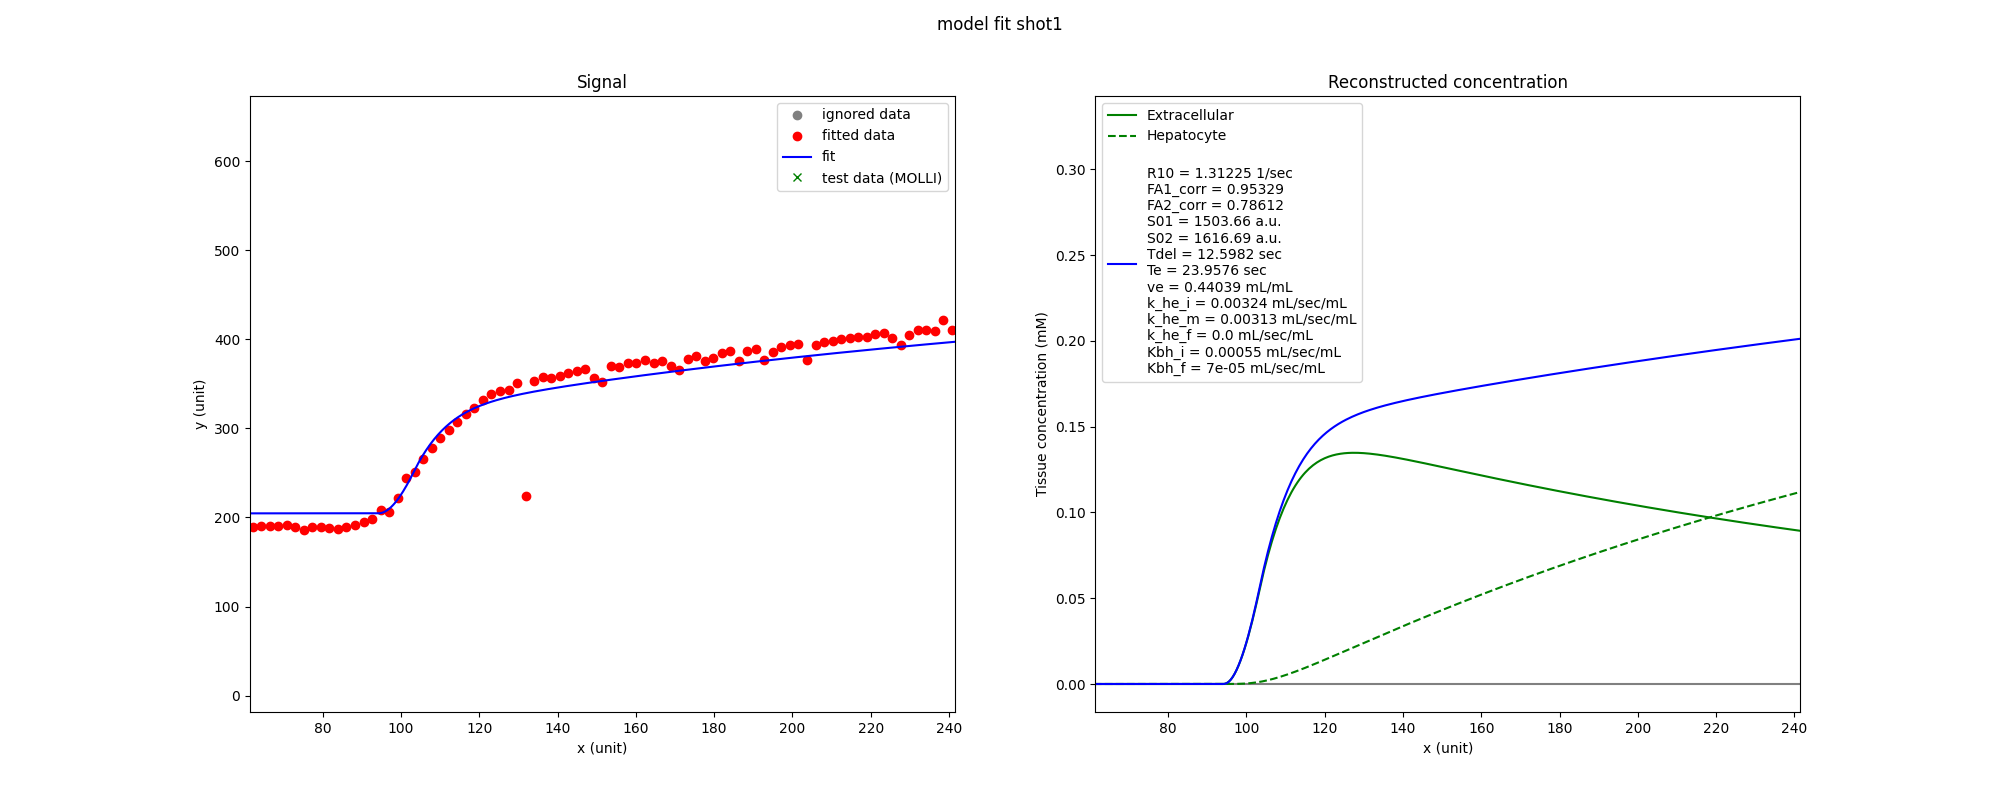 model fit shot1
Signal
ignored data
fitted data
fit
test data (MOLLI)
600
500
400
300
200
100
0
y (unit)
80 100 120 140 160 180 200 220 240
x (unit)
Reconstructed concentration
Extracellular
Hepatocyte
R10 = 1.31225 1/sec
FA1_corr = 0.95329
FA2_corr = 0.78612
S01 = 1503.66 a.u.
S02 = 1616.69 a.u.
Tdel = 12.5982 sec
Te = 23.9576 sec
ve = 0.44039 mL/mL
k_he_i = 0.00324 mL/sec/mL
k_he_m = 0.00313 mL/sec/mL
k_he_f = 0.0 mL/sec/mL
Kbh_i = 0.00055 mL/sec/mL
Kbh_f = 7e-05 mL/sec/mL
0.30
0.25
0.20
0.15
0.10
0.05
0.00
Tissue concentration (mM)
80 100 120 140 160 180 200 220 240
x (unit)